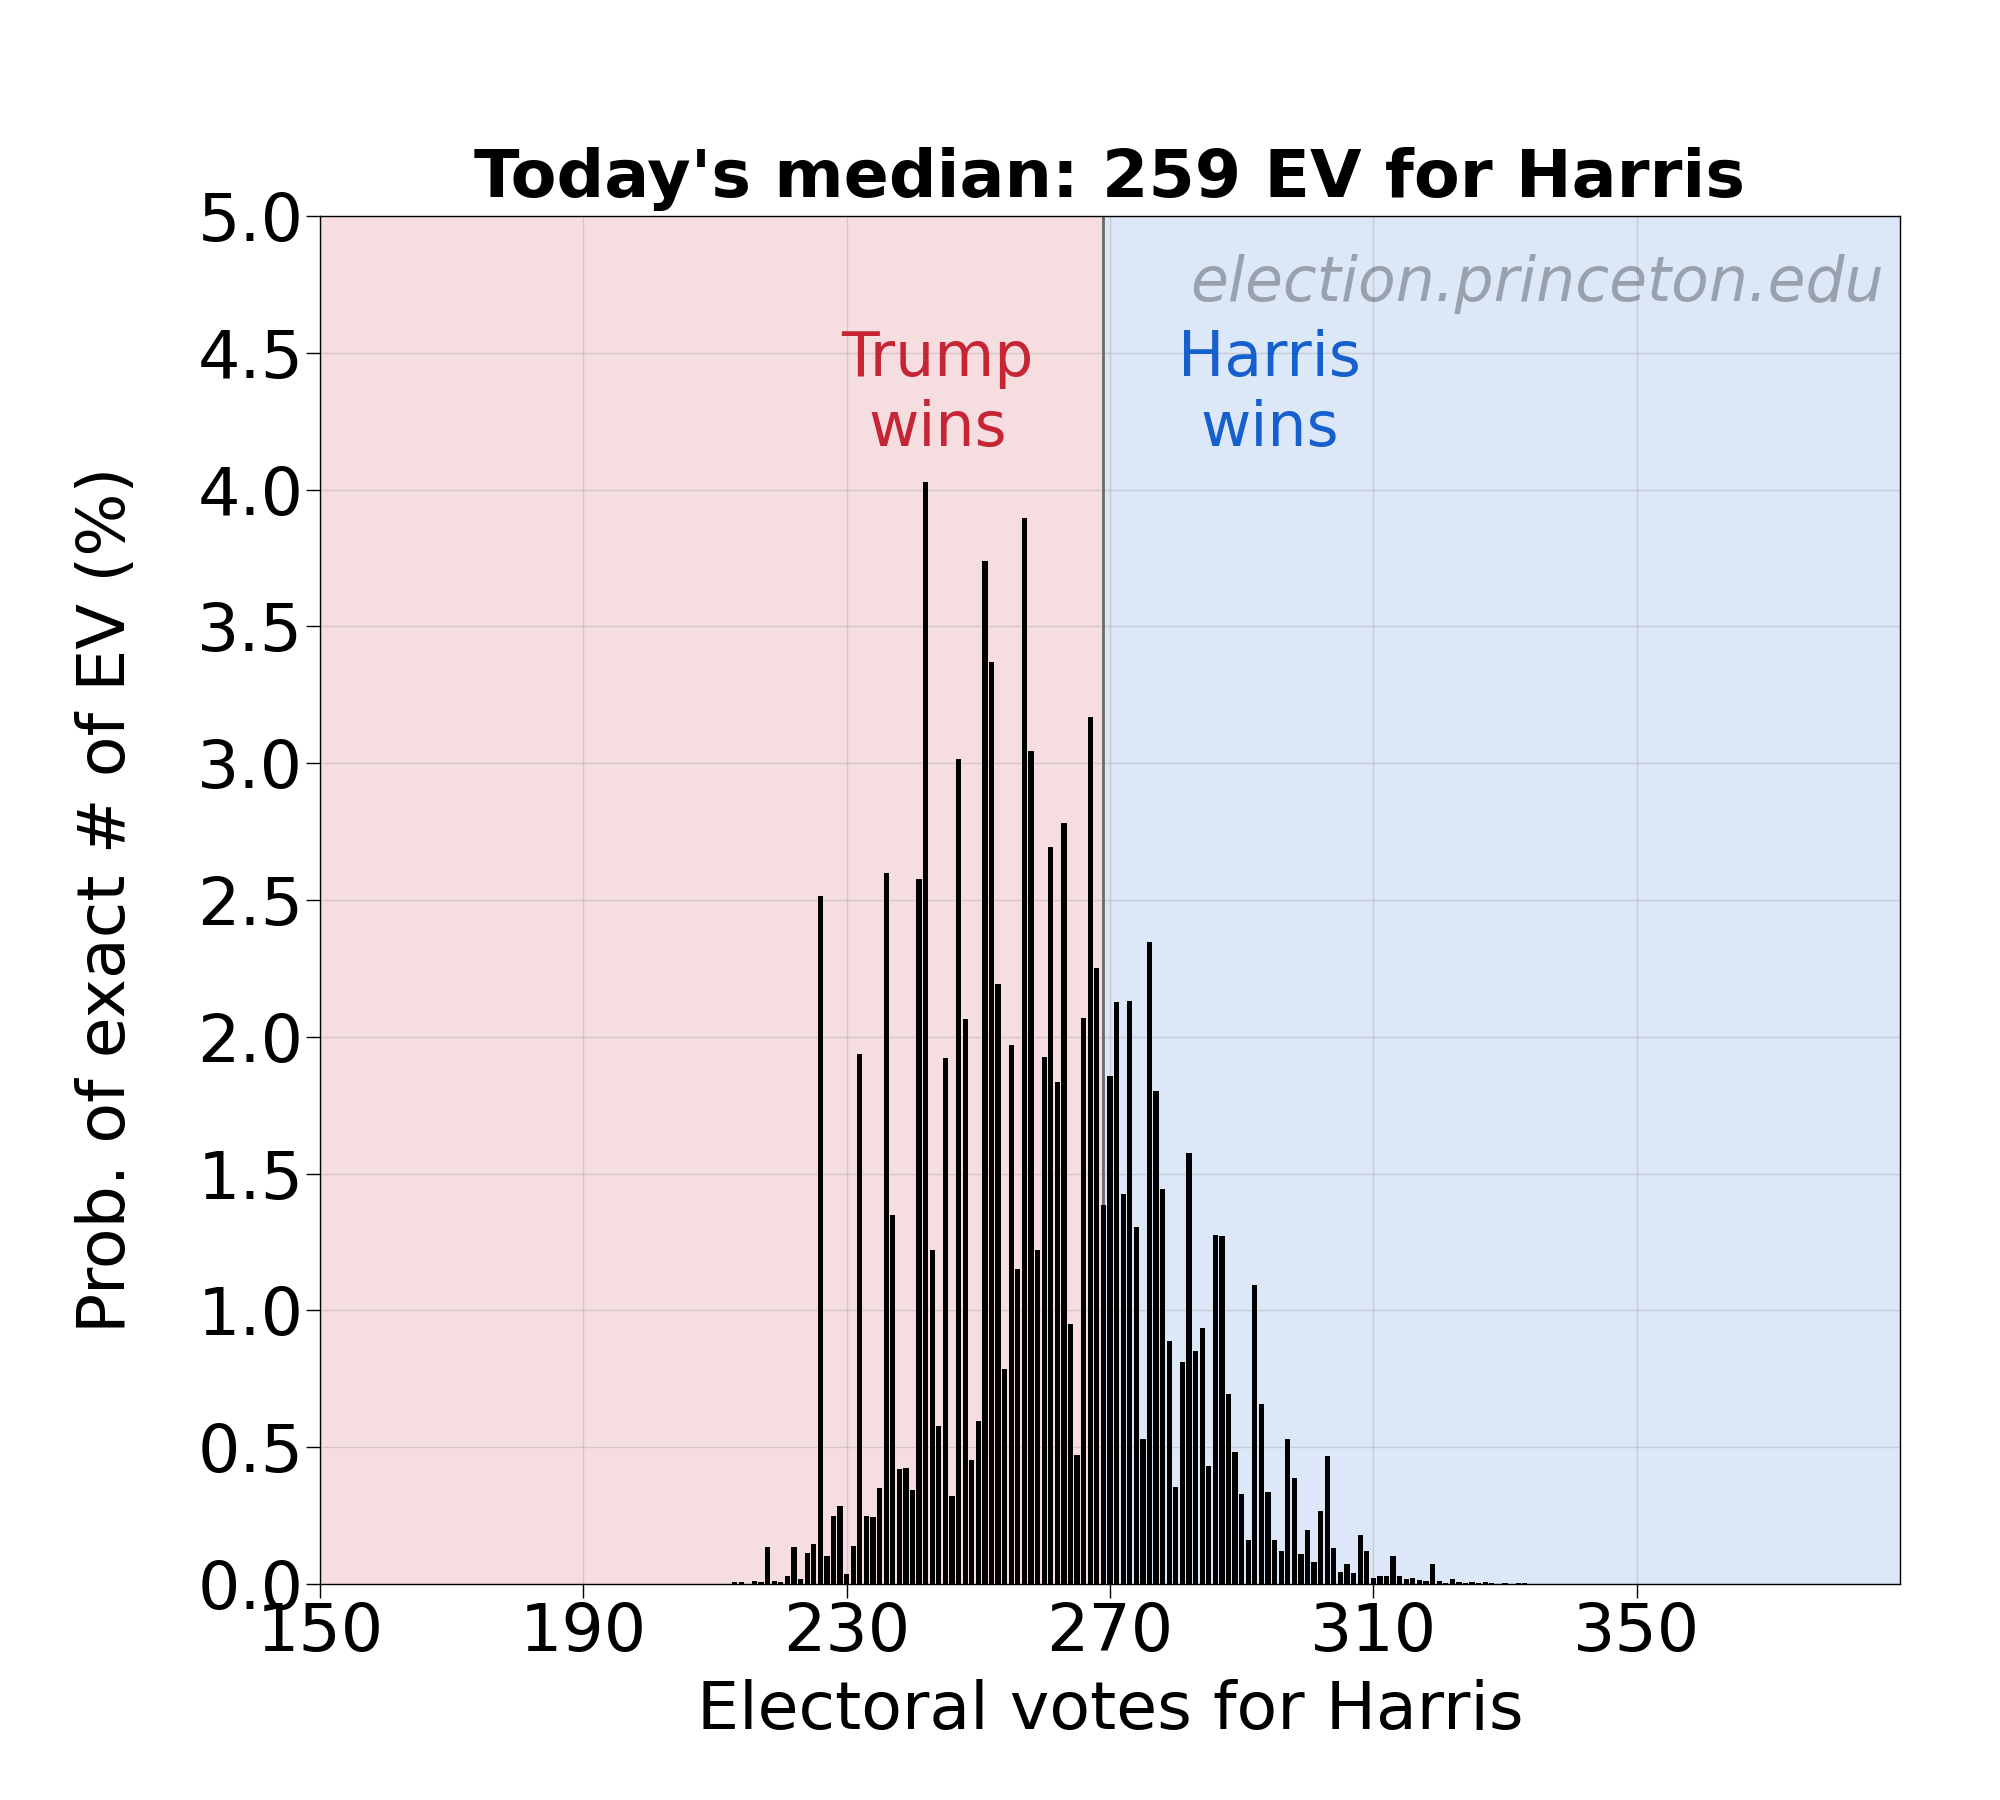 Today's median: 259 EV for Harris
election.princeton.edu
Trump
wins
Harris
wins
Prob. of exact # of EV (%)
5.0
4.5
4.0
3.5
3.0
2.5
2.0
1.5
1.0
0.5
0.0
150 190 230 270 310 350
Electoral votes for Harris